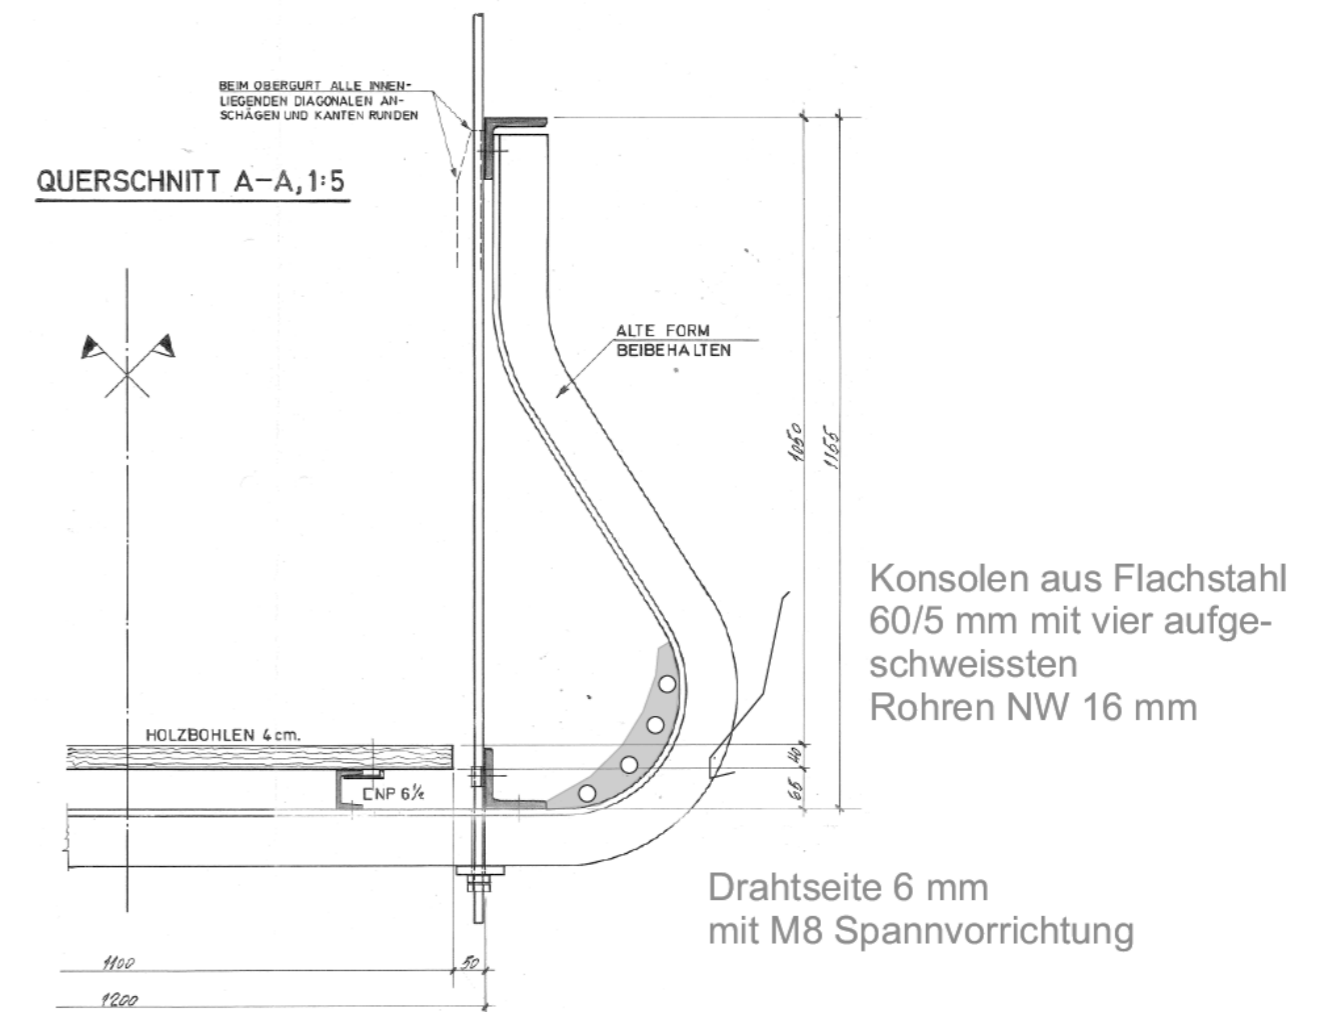 BEIM OBERGURT ALLE INNEN-
LIEGENDEN DIAGONALEN AN-
SCHÄGEN UND KANTEN RUNDEN
QUERSCHNITT A-A, 1:5
ALTE FORM
BEIBEHALTEN
1050
1155
Konsolen aus Flachstahl
60/5 mm mit vier aufge-
schweissten
Rohren NW 16 mm
HOLZBOHLEN 4 cm.
40
65
[NP 6½
Drahtseite 6 mm
mit M8 Spannvorrichtung
1100
50
1200